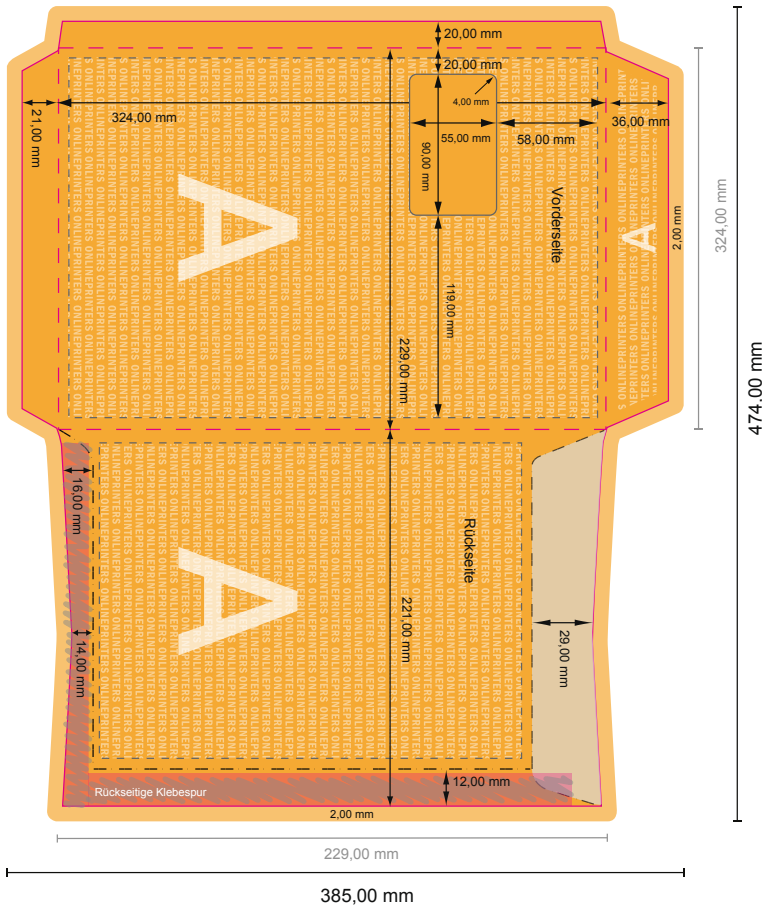 20,00 mm
20,00 mm
4,00 mm
21,00 mm
324,00 mm
55,00 mm
58,00 mm
36,00 mm
90,00 mm
Vorderseite
A
A
2,00 mm
324,00 mm
119,00 mm
229,00 mm
474.00 mm
ONLINEPRINTERS
16,00 mm
Rückseite
A
221,00 mm
14,00 mm
29,00 mm
12,00 mm
Rückseitige Klebespur
2,00 mm
229,00 mm
385,00 mm